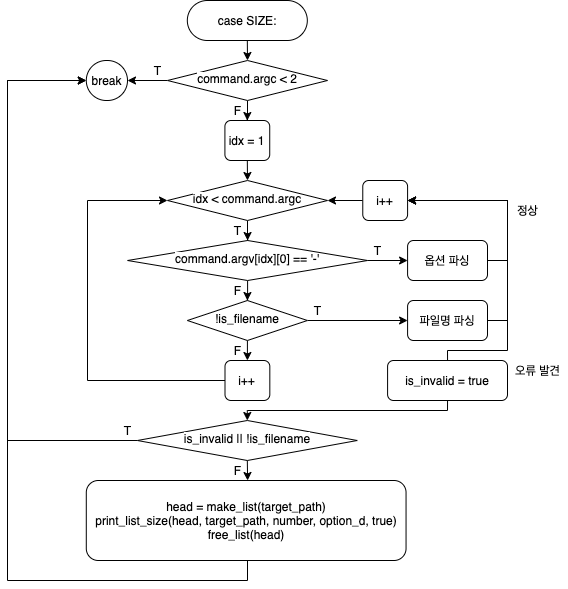 case SIZE:
command.argc < 2
T
break
F
idx = 1
idx < command.argc
i++
정상
T
command.argv[idx][0] == '-'
T
옵션 파싱
F
!is_filename
T
파일명 파싱
F
i++
is_invalid = true
오류 발견
is_invalid || !is_filename
T
F
head = make_list(target_path)
print_list_size(head, target_path, number, option_d, true)
free_list(head)